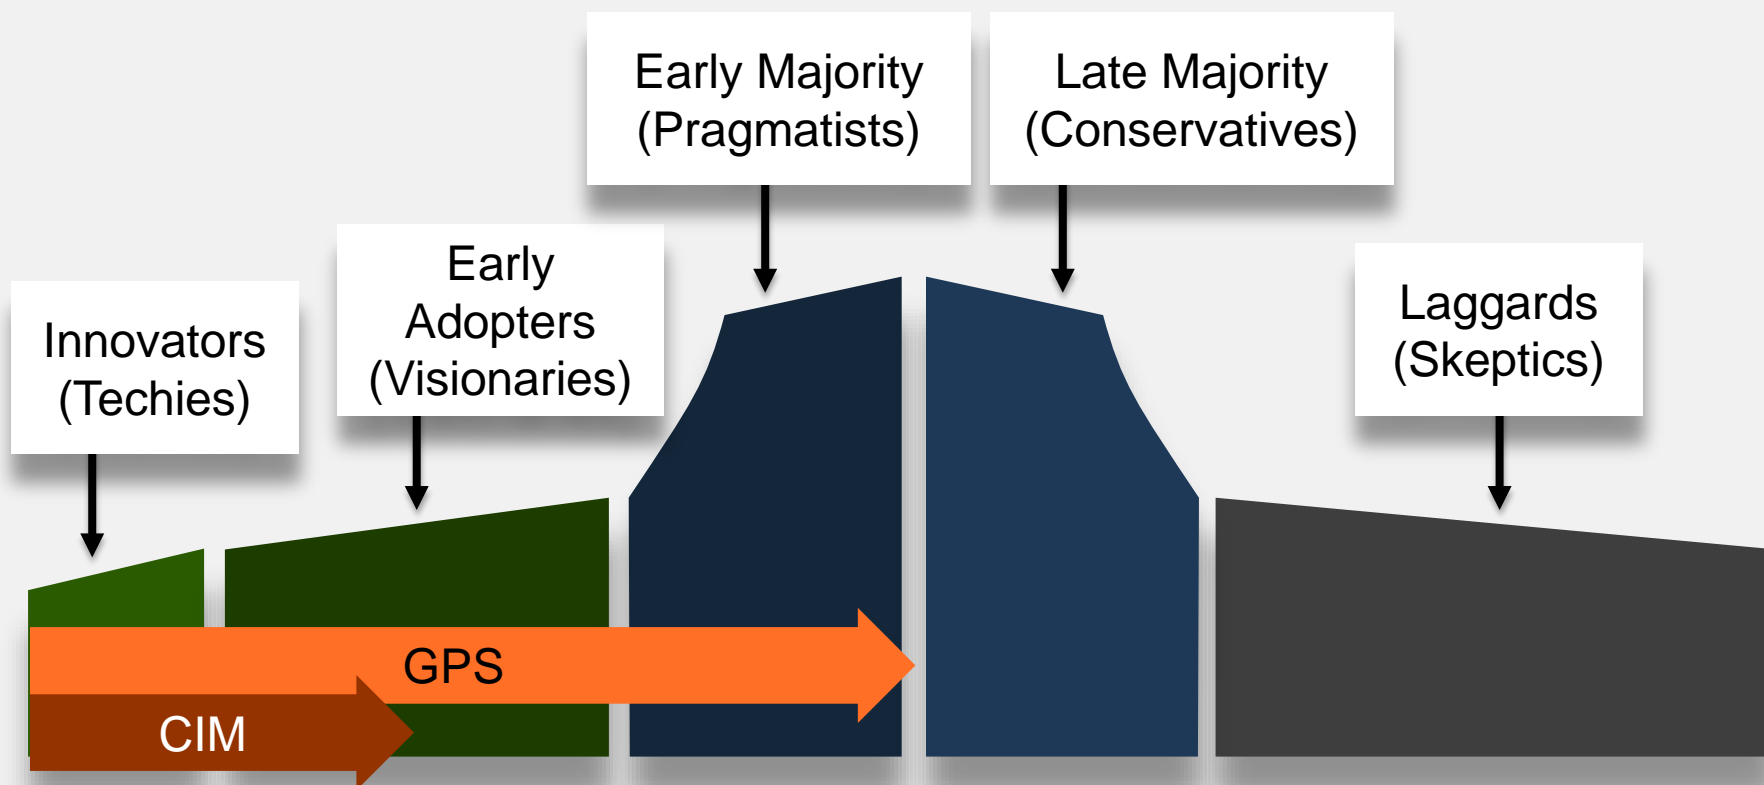 Innovators
(Techies)
Early
Adopters
(Visionaries)
Early Majority
(Pragmatists)
Late Majority
(Conservatives)
Laggards
(Skeptics)
GPS
CIM